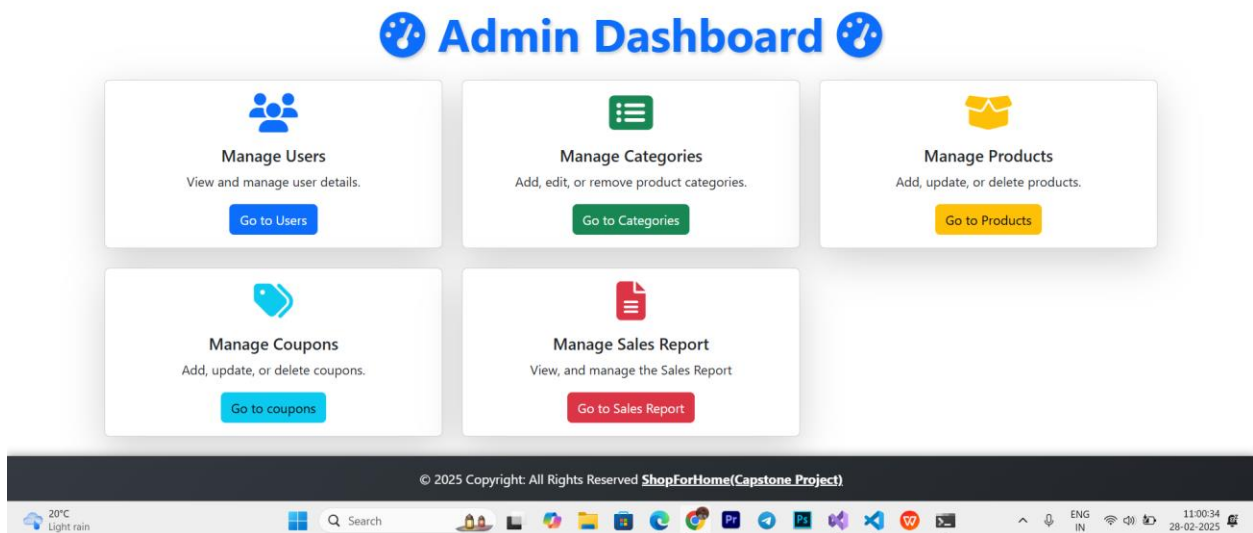 Admin Dashboard
Manage Users
View and manage user details.
Go to Users
Manage Categories
Add, edit, or remove product categories.
Go to Categories
Manage Products
Add, update, or delete products.
Go to Products
Manage Coupons
Add, update, or delete coupons.
Go to coupons
Manage Sales Report
View, and manage the Sales Report
Go to Sales Report
© 2025 Copyright: All Rights Reserved ShopForHome(Capstone Project)
20°C
Light rain
Search
Pr
Ps
W
ENG
IN
11:00:34
28-02-2025